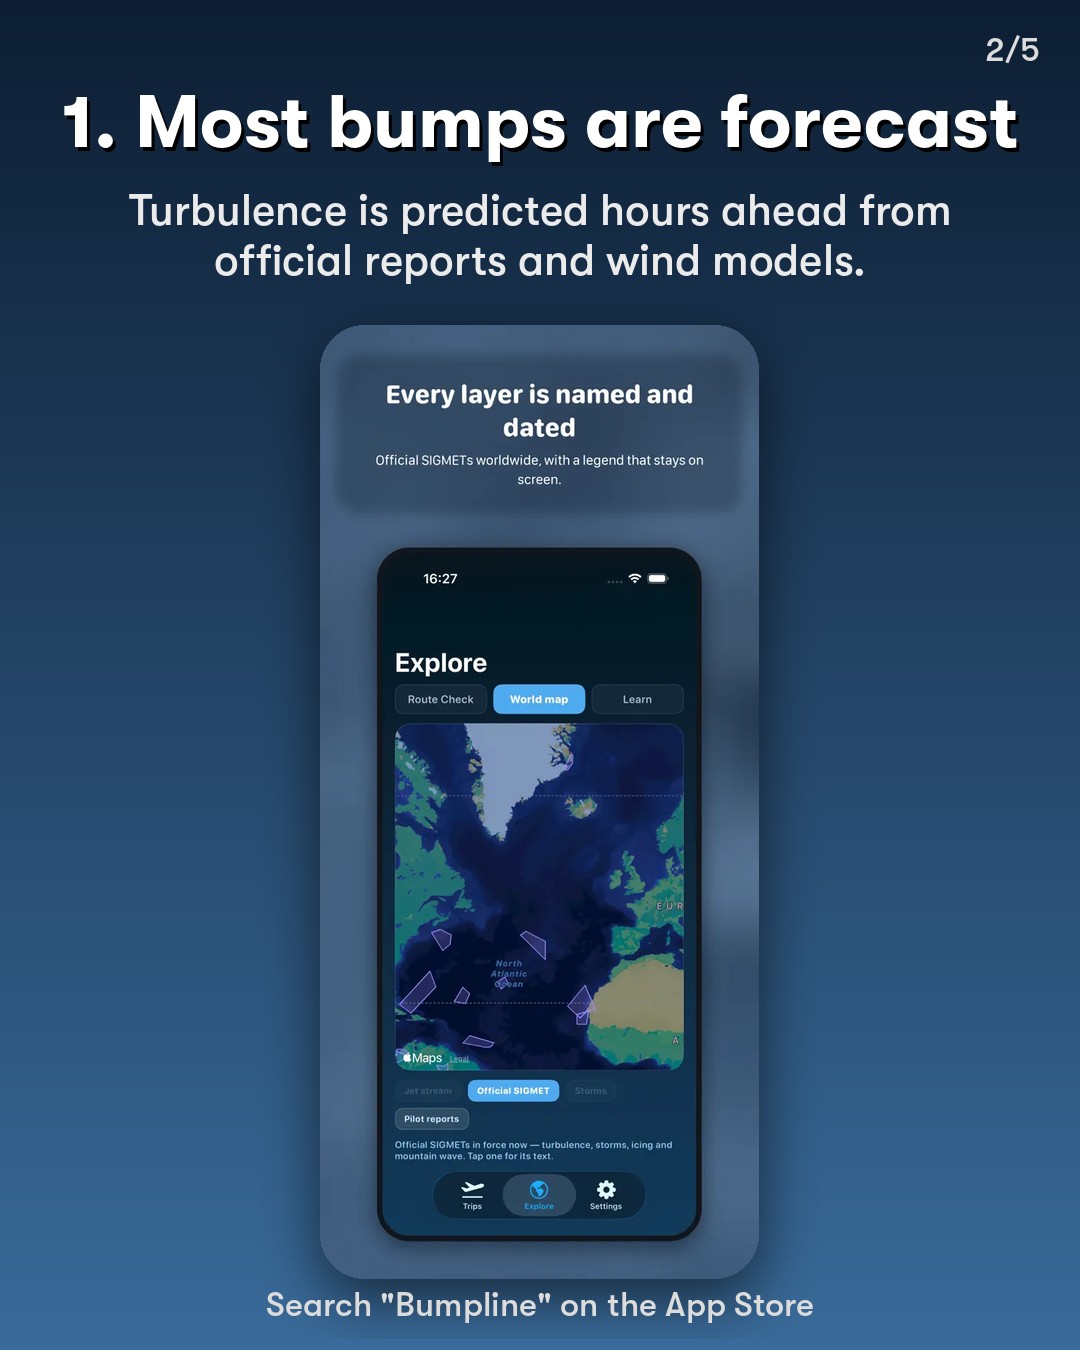 2/5
1. Most bumps are forecast
Turbulence is predicted hours ahead from
official reports and wind models.
Every layer is named and
dated
Official SIGMETs worldwide, with a legend that stays on
screen.
16:27
Explore
Route Check
World map
Learn
EUR
North
Atlantic
Ocean
A
Maps
Legal
Jet stream
Official SIGMET
Storms
Pilot reports
Official SIGMETs in force now — turbulence, storms, icing and
mountain wave. Tap one for its text.
Trips
Explore
Settings
Search "Bumpline" on the App Store